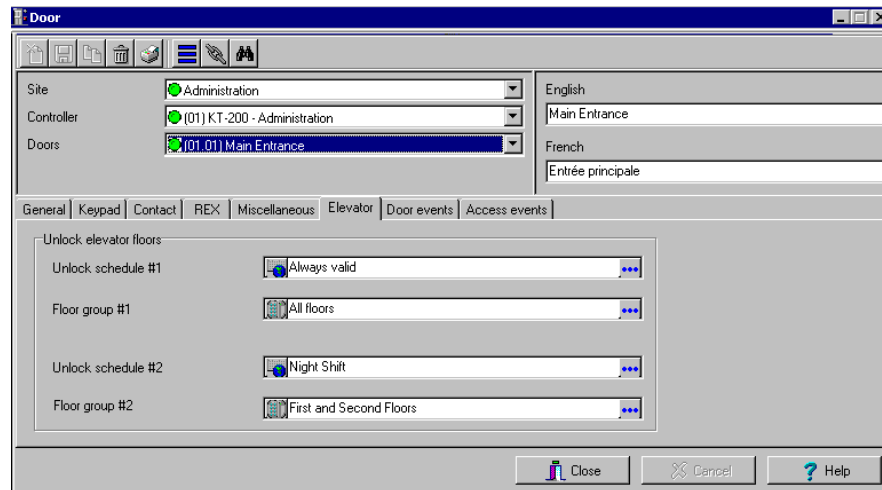 Door
Site
Administration
Controller
(01) KT-200 - Administration
Doors
(01.01) Main Entrance
English
Main Entrance
French
Entrée principale
General Keypad Contact REX Miscellaneous Elevator Door events Access events
Unlock elevator floors
Unlock schedule #1
Always valid
Floor group #1
All floors
Unlock schedule #2
Night Shift
Floor group #2
First and Second Floors
Close Cancel Help